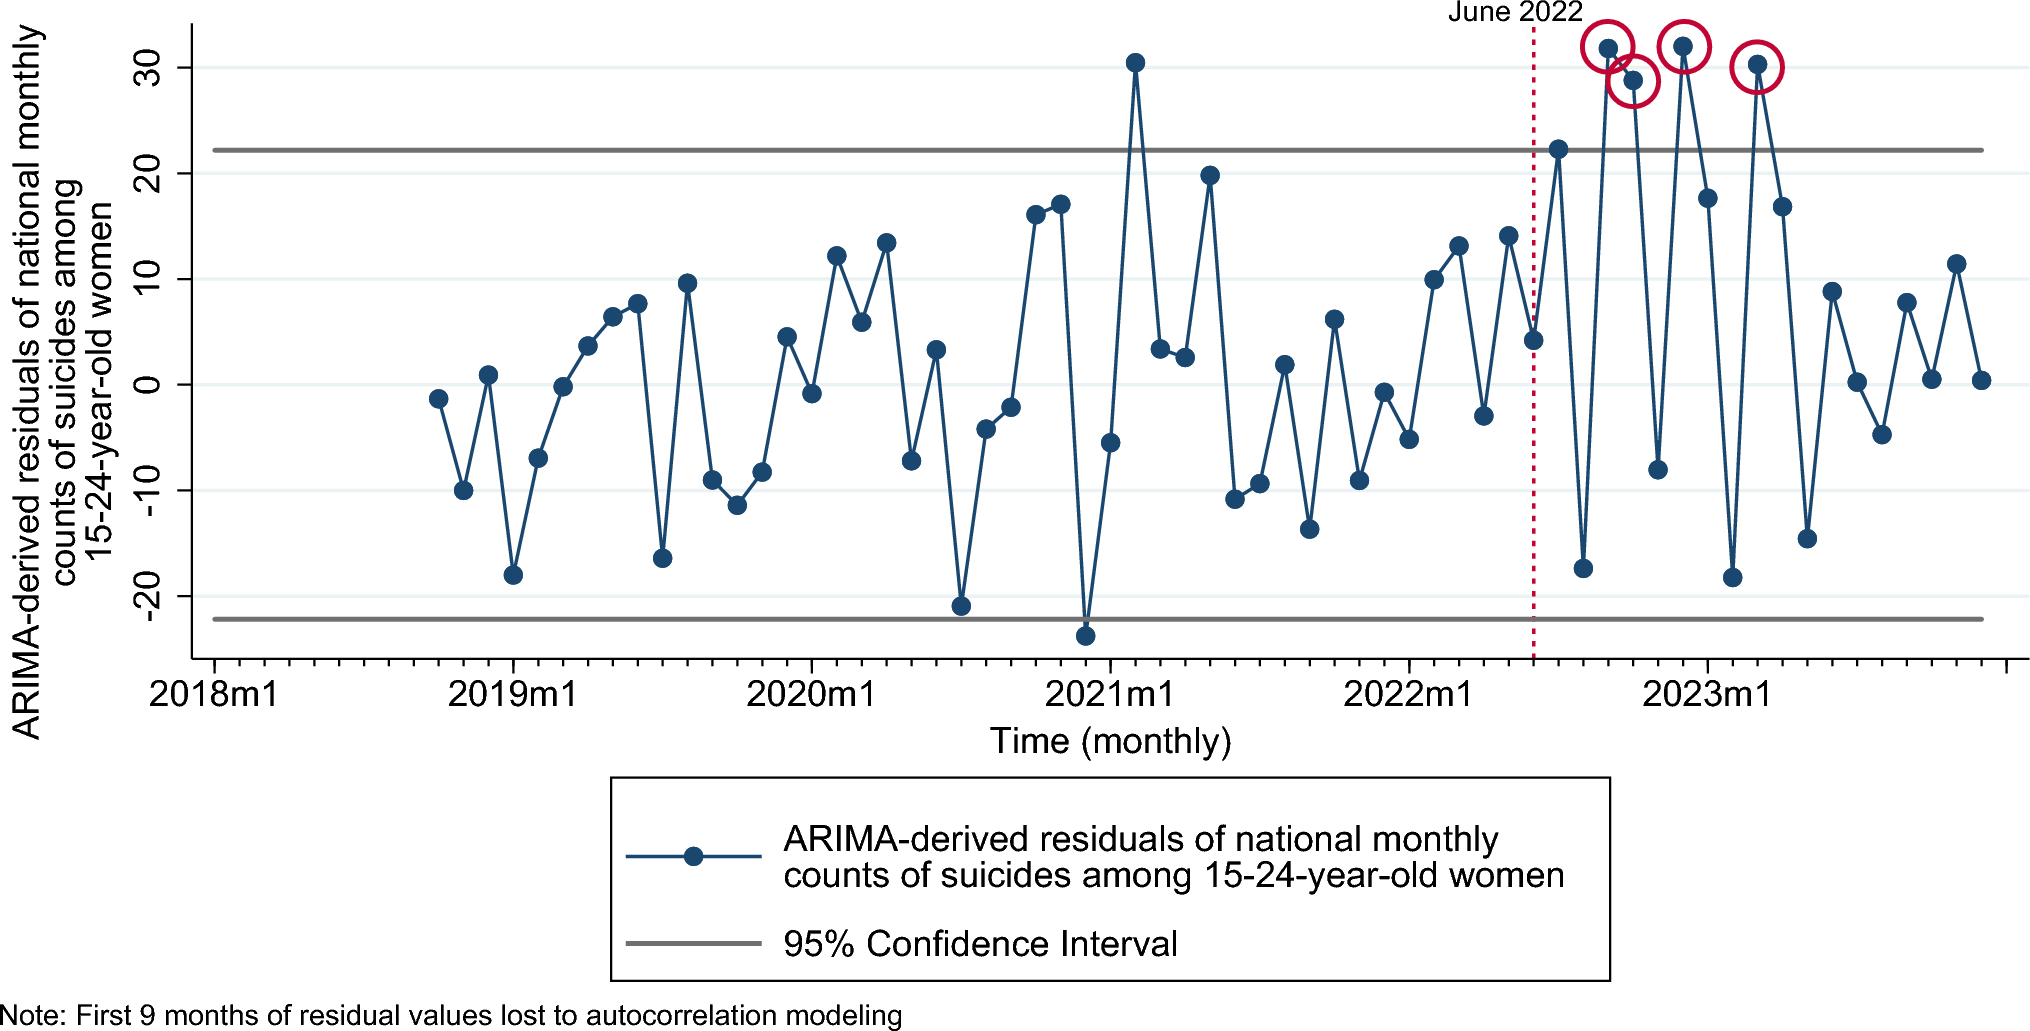 June 2022
ARIMA-derived residuals of national monthly
counts of suicides among
15-24-year-old women
30
20
10
0
-10
-20
2018m1
2019m1
2020m1
2021m1
2022m1
2023m1
Time (monthly)
ARIMA-derived residuals of national monthly
counts of suicides among 15-24-year-old women
95% Confidence Interval
Note: First 9 months of residual values lost to autocorrelation modeling